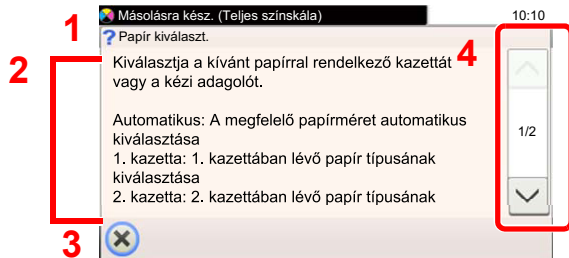 Másolásra kész. (Teljes színskála)
10:10
1
Papír kiválaszt.
2
4
Kiválasztja a kívánt papírral rendelkező kazettát
vagy a kézi adagolót.
Automatikus: A megfelelő papírméret automatikus
kiválasztása
1/2
1. kazetta: 1. kazettában lévő papír típusának
kiválasztása
2. kazetta: 2. kazettában lévő papír típusának
3